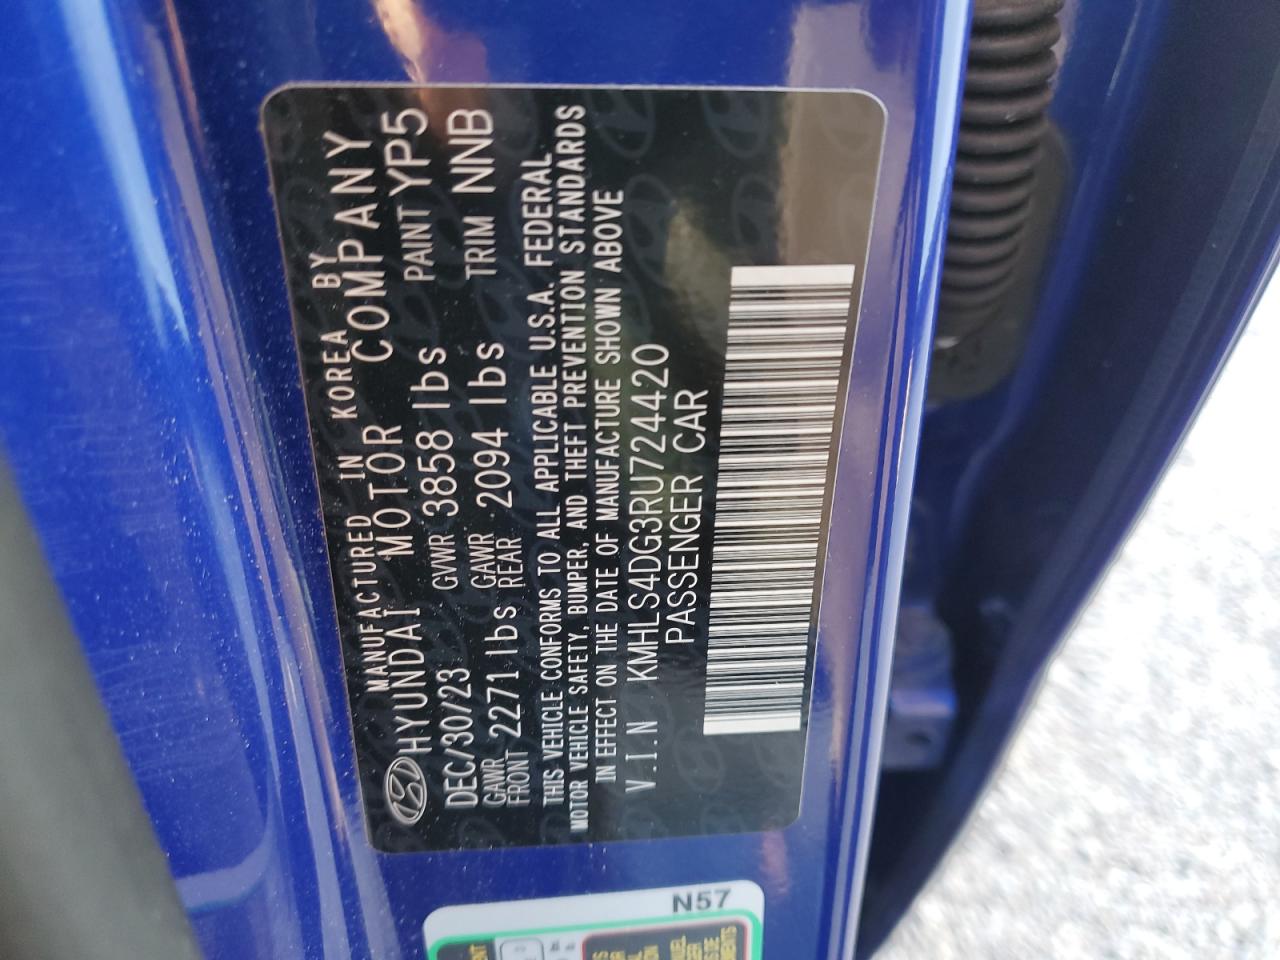 MANUFACTURED IN KOREA BY
HYUNDAI MOTOR COMPANY
DEC/30/23 GVWR 3858 lbs PAINT YP5
GAWR FRONT 2271 lbs GAWR REAR 2094 lbs TRIM NNB
THIS VEHICLE CONFORMS TO ALL APPLICABLE U.S.A. FEDERAL
MOTOR VEHICLE SAFETY, BUMPER, AND THEFT PREVENTION STANDARDS
IN EFFECT ON THE DATE OF MANUFACTURE SHOWN ABOVE
V.I.N KMHLS4DG3RU724420
PASSENGER CAR
N57